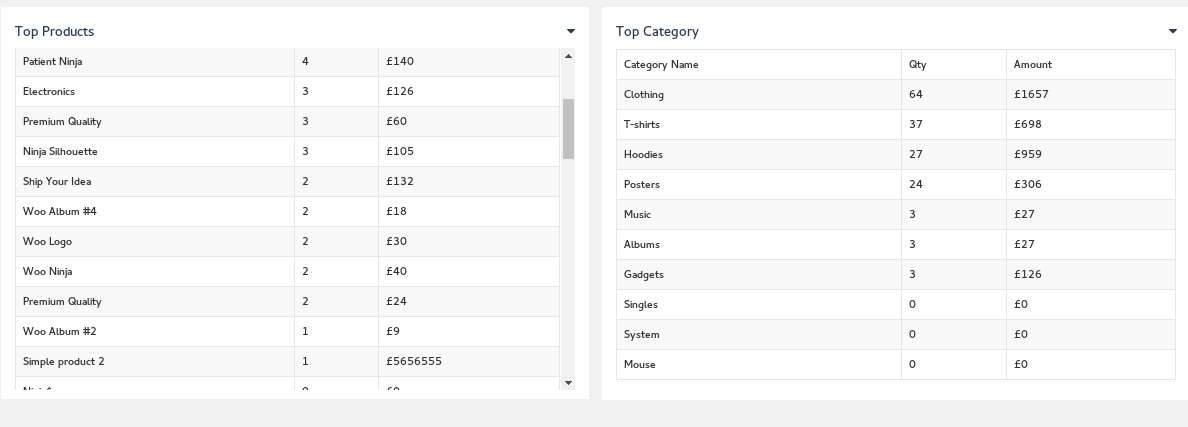 Top Products
Patient Ninja 4 £140
Electronics 3 £126
Premium Quality 3 £60
Ninja Silhouette 3 £105
Ship Your Idea 2 £132
Woo Album #4 2 £18
Woo Logo 2 £30
Woo Ninja 2 £40
Premium Quality 2 £24
Woo Album #2 1 £9
Simple product 2 1 £5656555
Top Category
Category Name Qty Amount
Clothing 64 £1657
T-shirts 37 £698
Hoodies 27 £959
Posters 24 £306
Music 3 £27
Albums 3 £27
Gadgets 3 £126
Singles 0 £0
System 0 £0
Mouse 0 £0